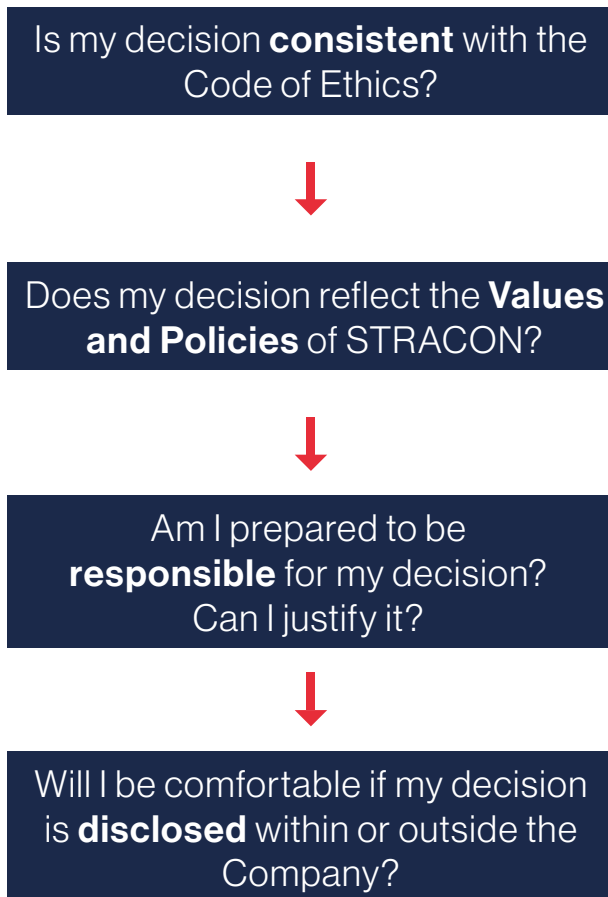 Is my decision consistent with the
Code of Ethics?
Does my decision reflect the Values
and Policies of STRACON?
Am I prepared to be
responsible for my decision?
Can I justify it?
Will I be comfortable if my decision
is disclosed within or outside the
Company?